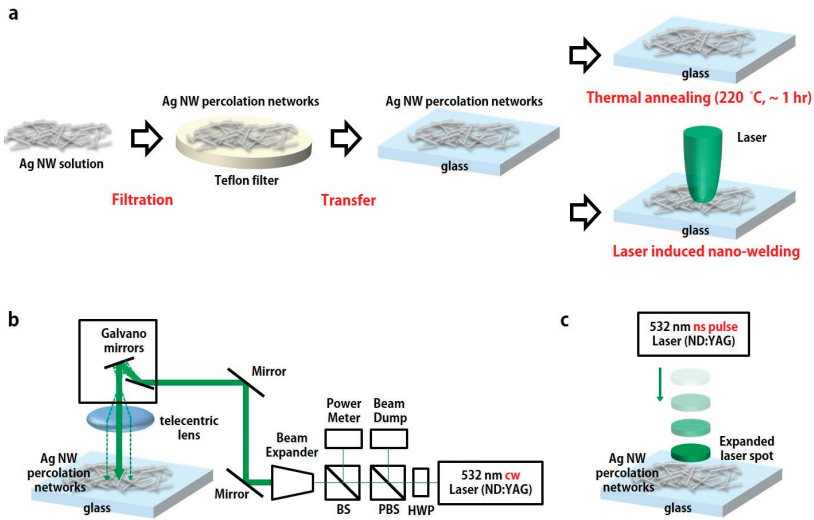 a
Ag NW solution
Filtration
Ag NW percolation networks
Teflon filter
Transfer
Ag NW percolation networks
glass
glass
Thermal annealing (220 °C, ~ 1 hr)
Laser
glass
Laser induced nano-welding
b
Galvano
mirrors
Mirror
telecentric
lens
Ag NW
percolation
networks
glass
Mirror
Beam
Expander
Power
Meter
Beam
Dump
BS
PBS
HWP
532 nm cw
Laser (ND:YAG)
c
532 nm ns pulse
Laser (ND:YAG)
Expanded
laser spot
Ag NW
percolation
networks
glass